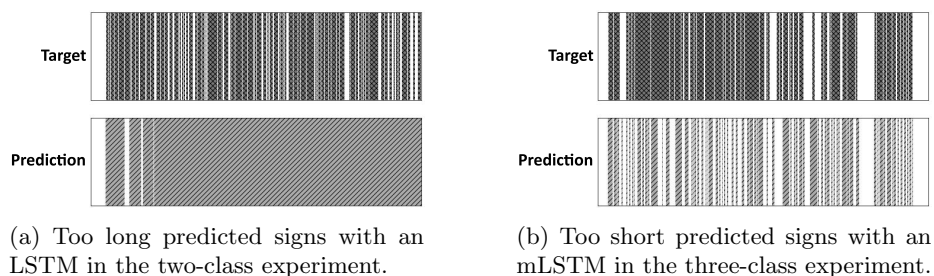 Target
Prediction
(a) Too long predicted signs with an
LSTM in the two-class experiment.
Target
Prediction
(b) Too short predicted signs with an
mLSTM in the three-class experiment.